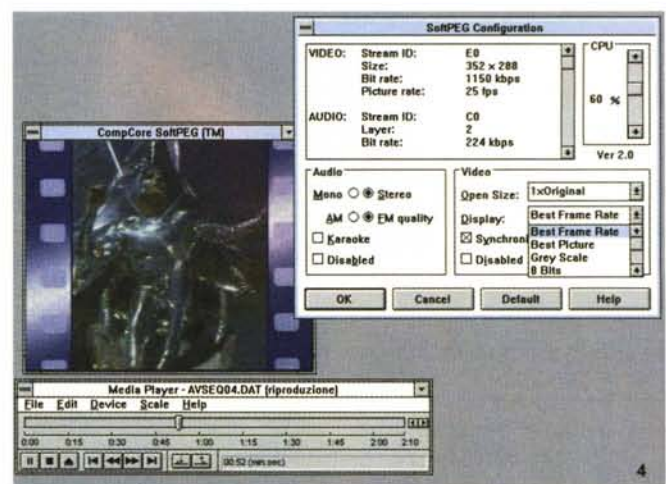 SoftPEG Configuration
VIDEO: Stream ID: E0
Size: 352 x 288
Bit rate: 1150 kbps
Picture rate: 25 fps
AUDIO: Stream ID: C0
Layer: 2
Bit rate: 224 kbps
CPU
60 %
Ver 2.0
Audio
Mono Stereo
AM FM quality
Karaoke
Disabled
Video
Open Size: 1xOriginal
Display: Best Frame Rate
Best Frame Rate
Best Picture
Grey Scale
8 Bits
Synchroni
Disabled
OK Cancel Default Help
CompCore SoftPEG (TM)
Media Player - AVSEQ04.DAT (riproduzione)
File Edit Device Scale Help
0:00 0:15 0:30 0:45 1:00 1:15 1:30 1:45 2:00 2:10
00:52 (min:sec)
4